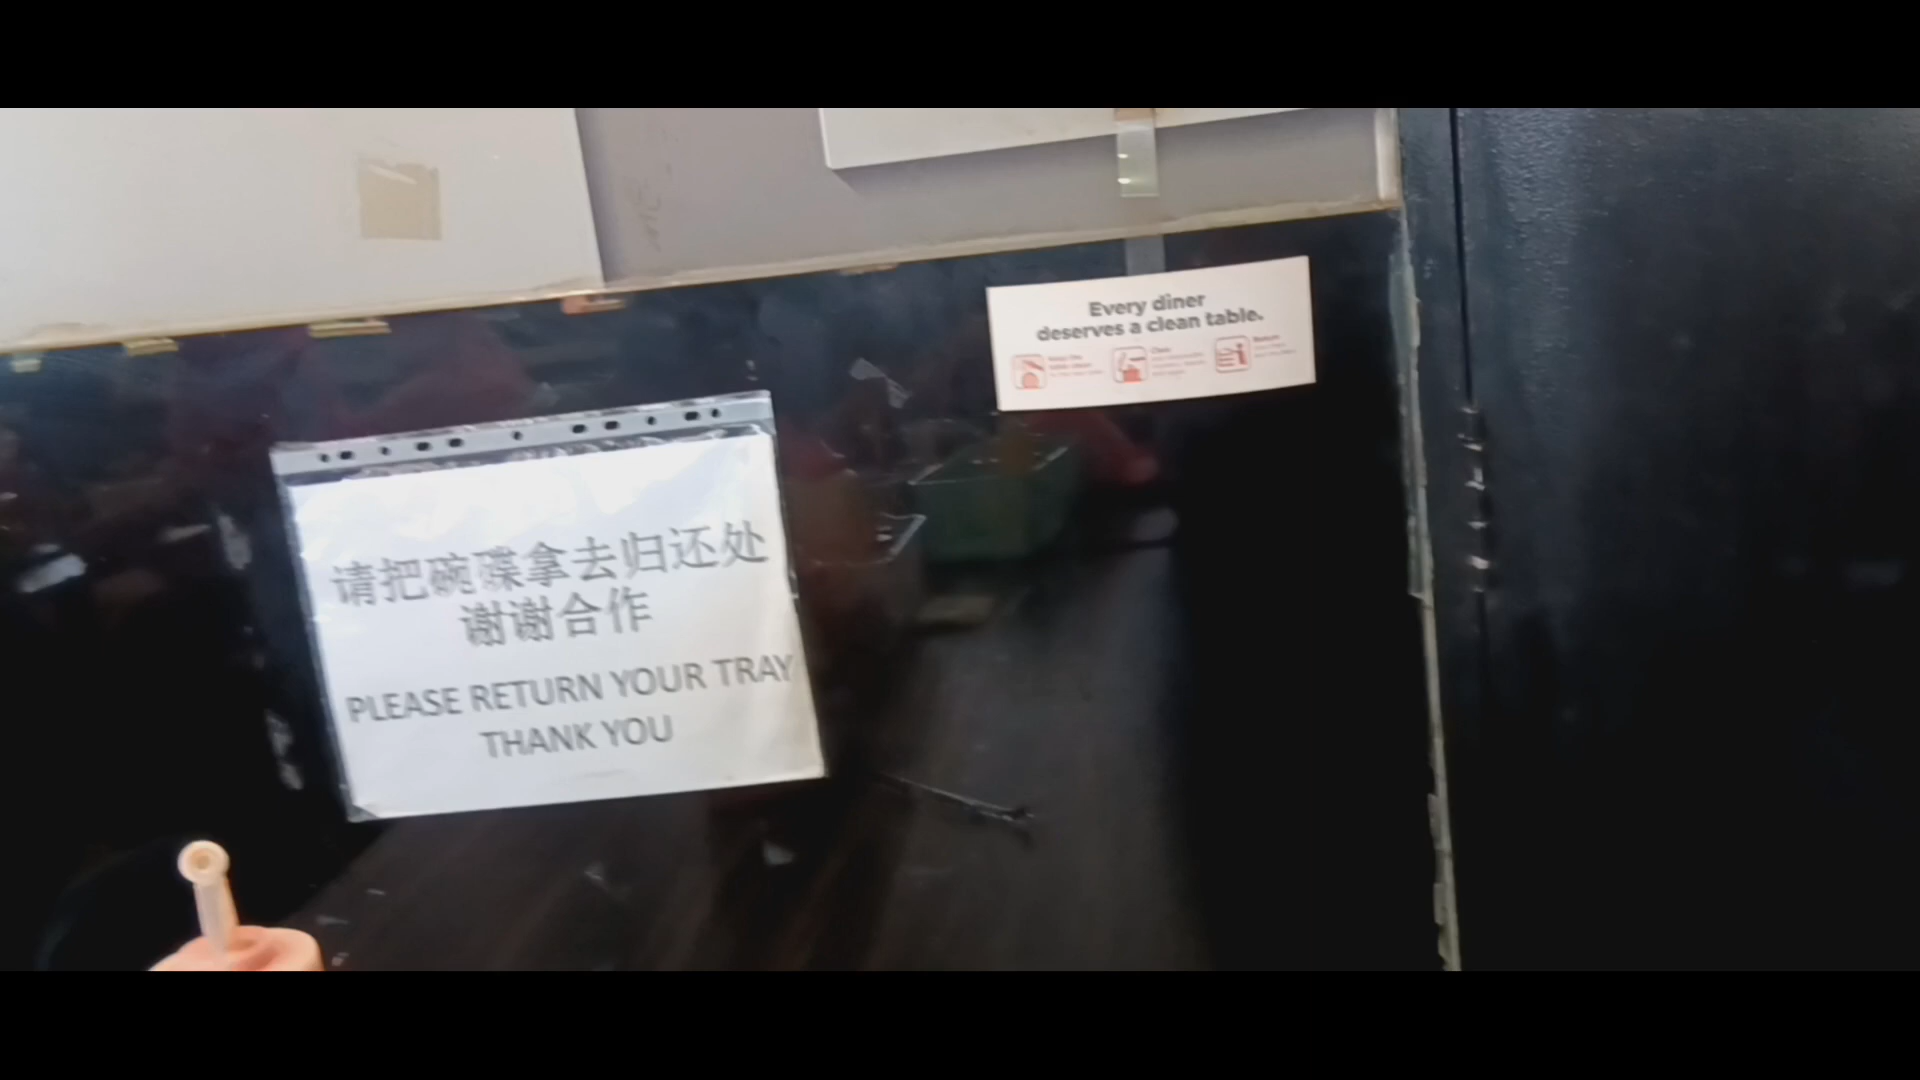 Every diner
deserves a clean table.
请把碗碟拿去归还处
谢谢合作
PLEASE RETURN YOUR TRAY
THANK YOU